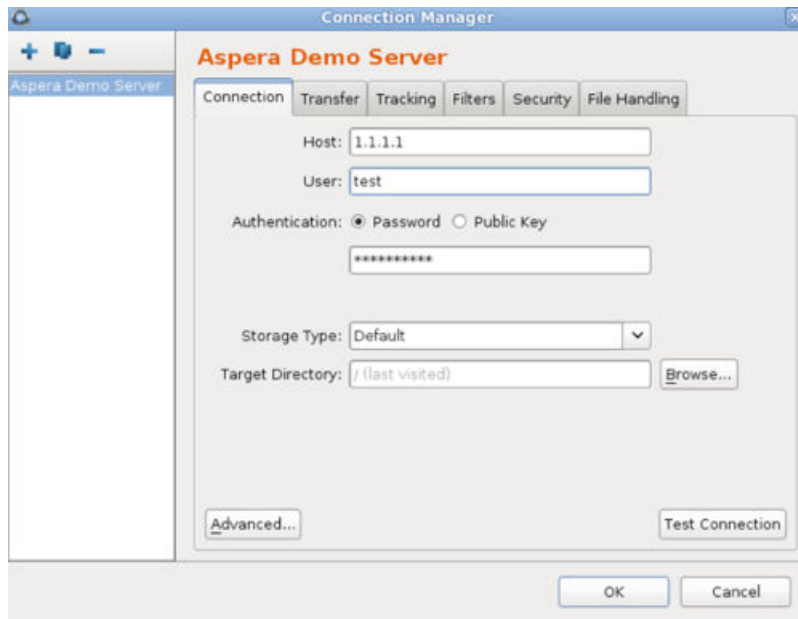 Connection Manager
Aspera Demo Server
Aspera Demo Server
Connection Transfer Tracking Filters Security File Handling
Host: 1.1.1.1
User: test
Authentication: Password Public Key
**********
Storage Type: Default
Target Directory: / (last visited) Browse...
Advanced... Test Connection
OK Cancel